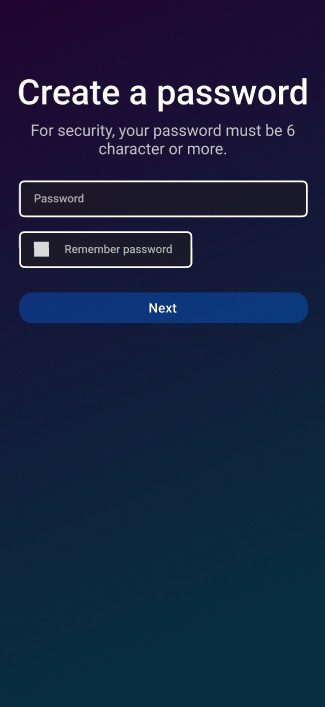 Create a password
For security, your password must be 6
character or more.
Password
Remember password
Next